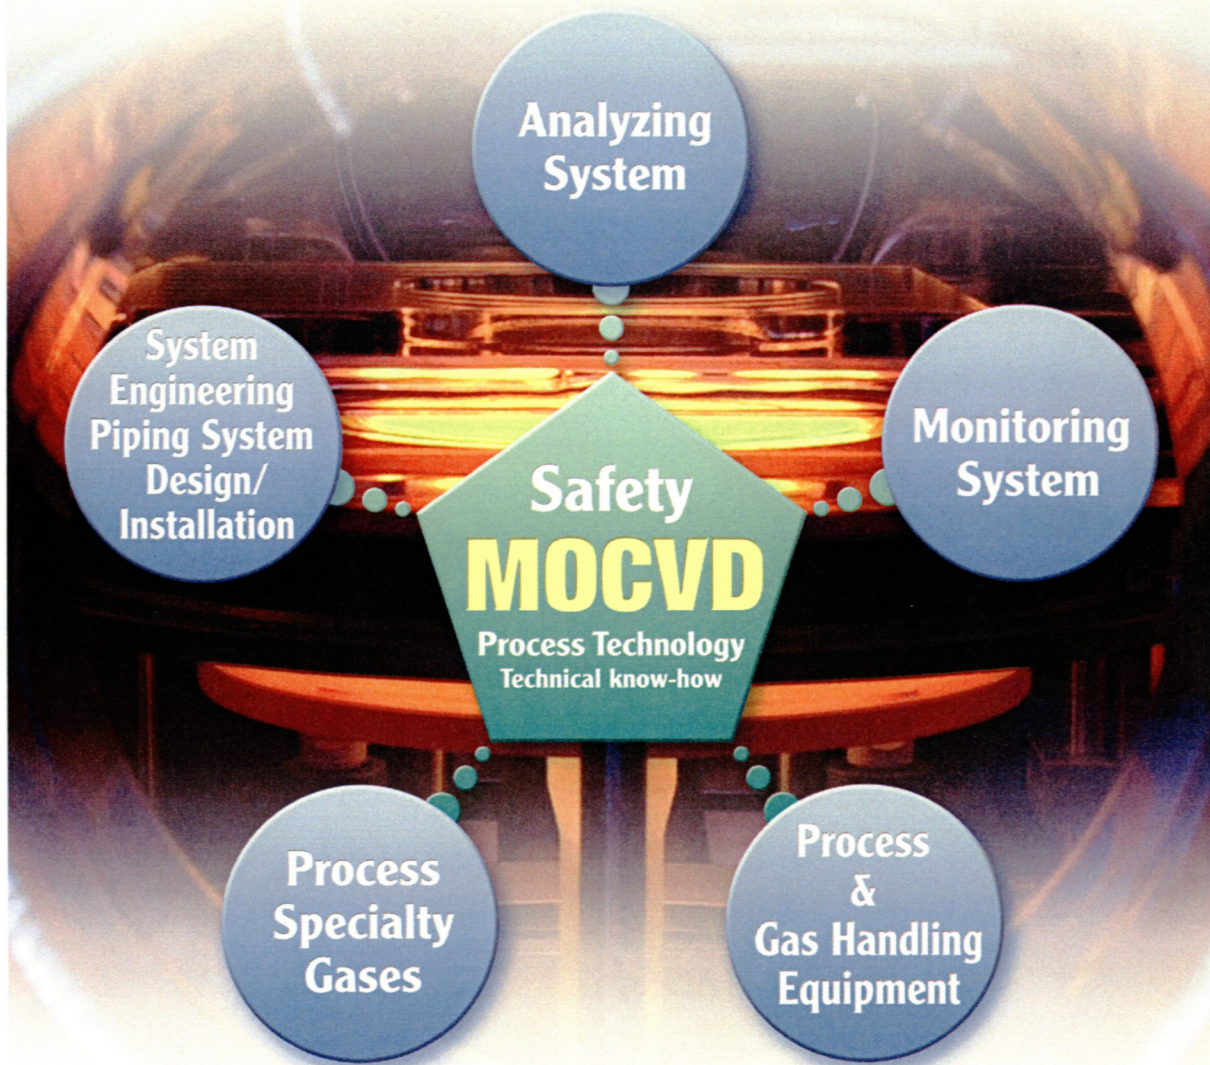 Analyzing
System
System
Engineering
Piping System
Design/
Installation
Monitoring
System
Safety
MOCVD
Process Technology
Technical know-how
Process
Specialty
Gases
Process
&
Gas Handling
Equipment